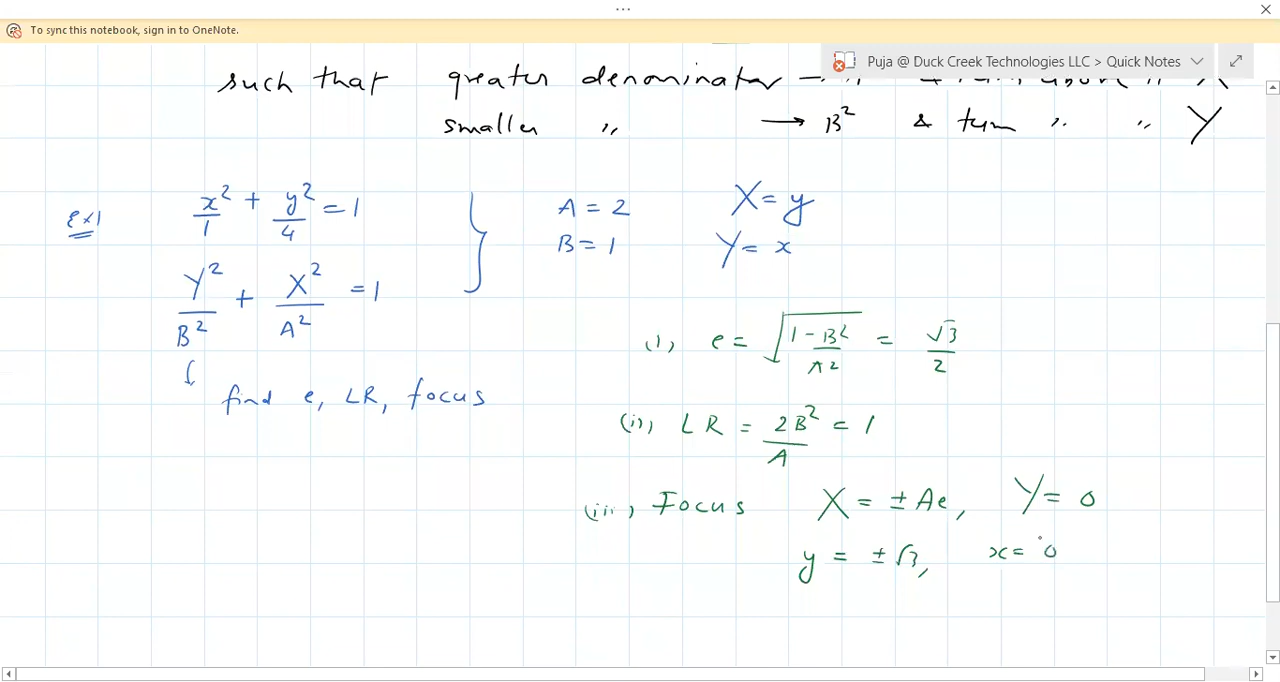 To sync this notebook, sign in to OneNote.
Puja @ Duck Creek Technologies LLC > Quick Notes
such that greater denominator → & term above " X
smaller " → B² & term " " Y
Ex1 x²/1 + y²/4 = 1
A = 2 X = y
B = 1 Y = x
Y²/B² + X²/A² = 1
(i) e = √(1 - B²/A²) = √3/2
find e, LR, focus
(ii) LR = 2B²/A = 1
(iii) Focus X = ± Ae, Y = 0
y = ± √3, x = 0